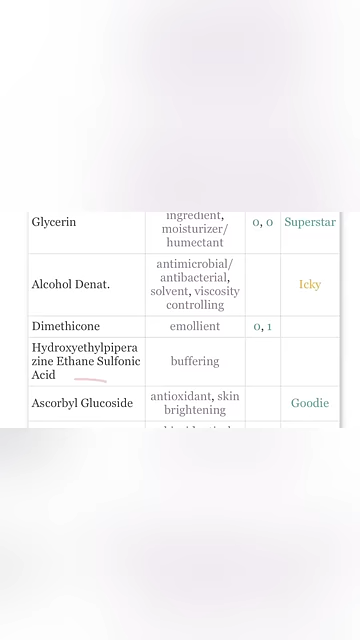 ingredient,
Glycerin moisturizer/ 0, 0 Superstar
humectant
antimicrobial/
antibacterial,
Alcohol Denat. solvent, viscosity Icky
controlling
Dimethicone emollient 0, 1
Hydroxyethylpipera
zine Ethane Sulfonic buffering
Acid
Ascorbyl Glucoside antioxidant, skin Goodie
brightening